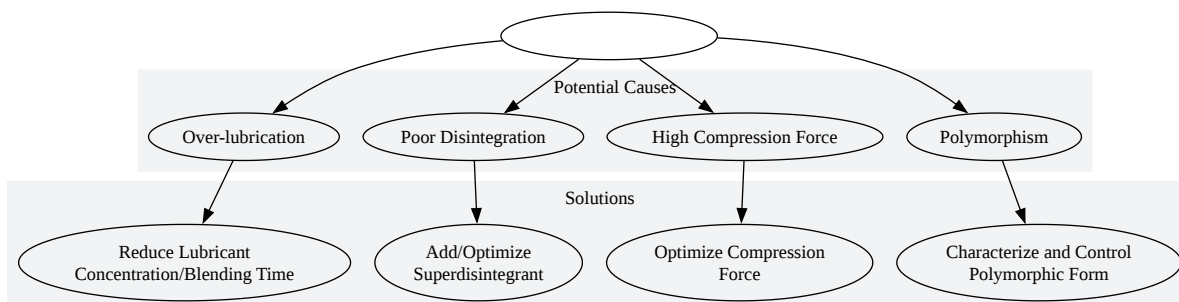 Potential Causes
Over-lubrication
Poor Disintegration
High Compression Force
Polymorphism
Solutions
Reduce Lubricant
Concentration/Blending Time
Add/Optimize
Superdisintegrant
Optimize Compression
Force
Characterize and Control
Polymorphic Form